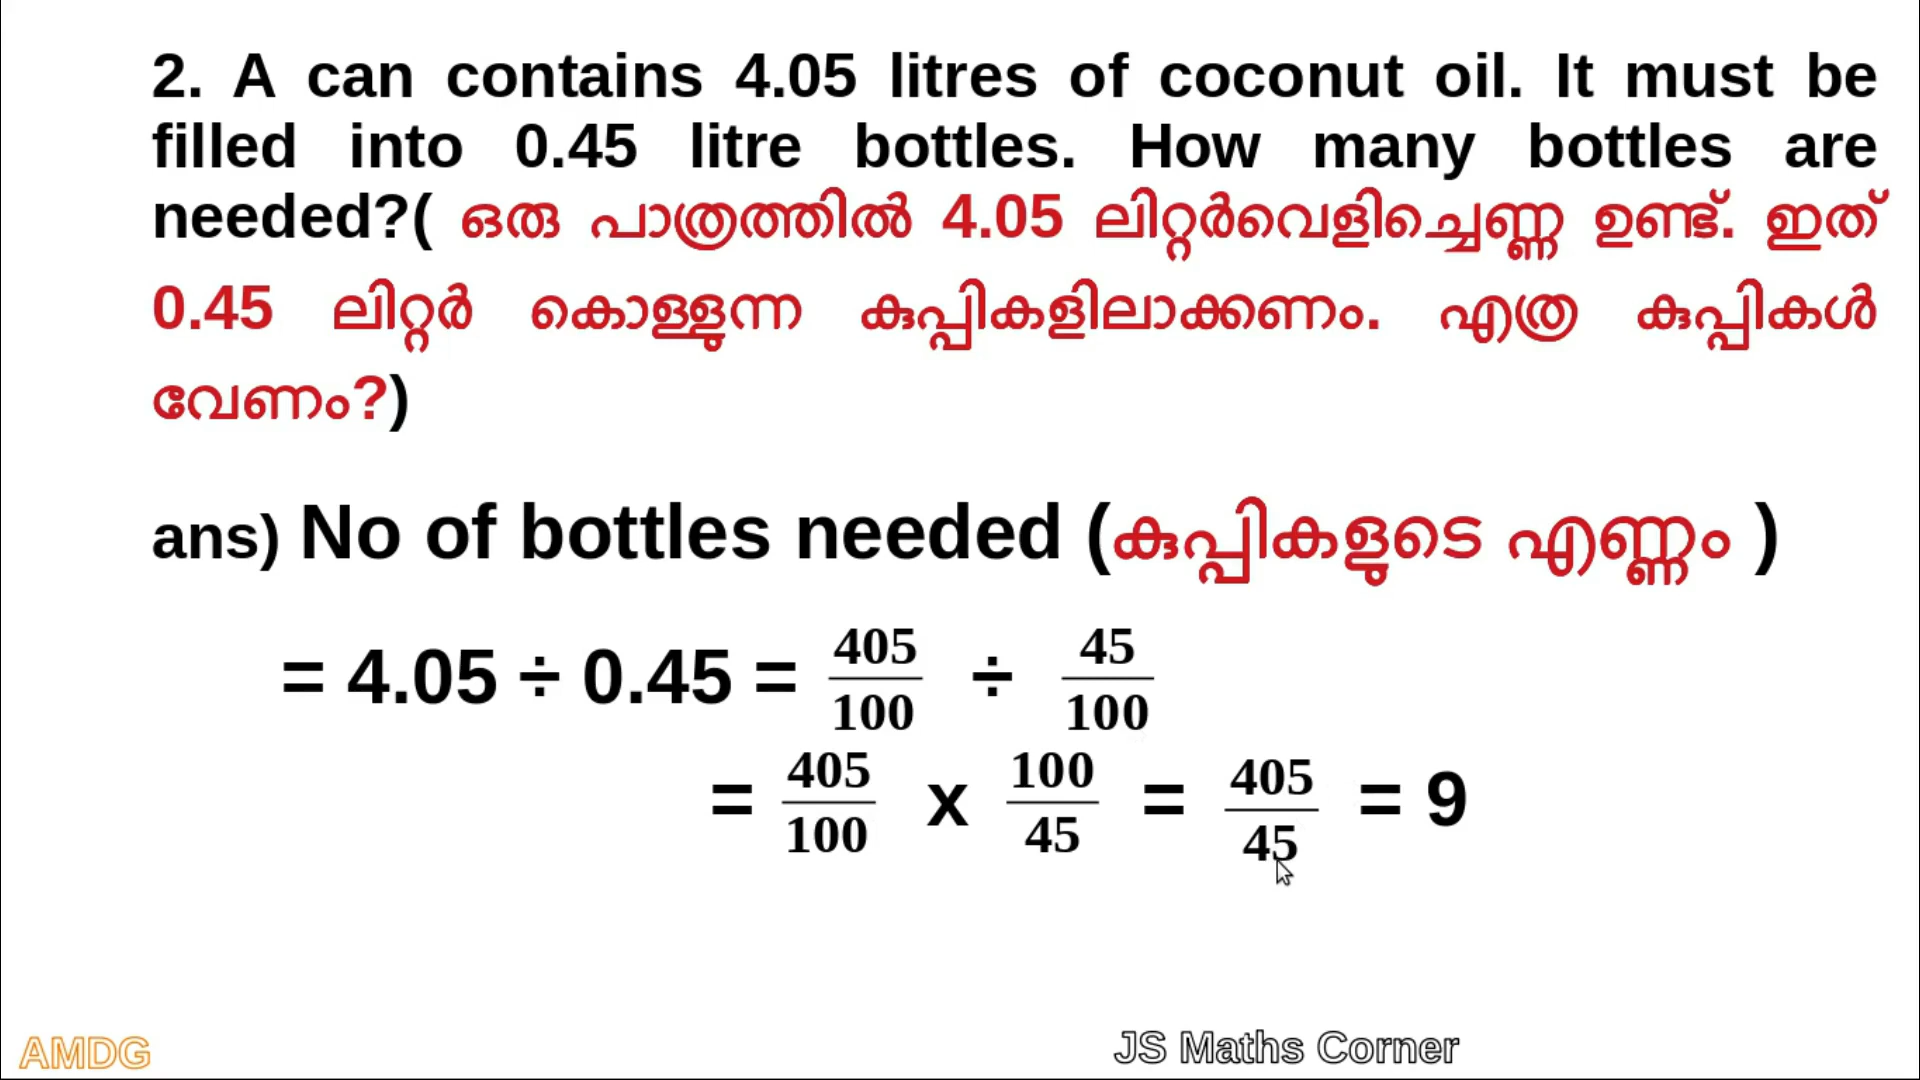 2. A can contains 4.05 litres of coconut oil. It must be
filled into 0.45 litre bottles. How many bottles are
needed?( ഒരു പാത്രത്തിൽ 4.05 ലിറ്റർവെളിച്ചെണ്ണ ഉണ്ട്. ഇത്
0.45 ലിറ്റർ കൊള്ളുന്ന കുപ്പികളിലാക്കണം. എത്ര കുപ്പികൾ
വേണം?)
ans) No of bottles needed (കുപ്പികളുടെ എണ്ണം )
= 4.05 ÷ 0.45 = 405/100 ÷ 45/100
= 405/100 x 100/45 = 405/45 = 9
AMDG
JS Maths Corner